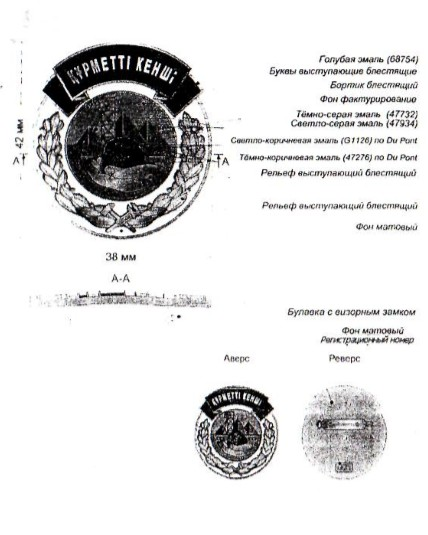 ҚҰРМЕТТІ КЕНШІ
Голубая эмаль (68754)
Буквы выступающие блестящие
Бортик блестящий
Фон фактурирование
Тёмно-серая эмаль (47732)
Светло-серая эмаль (47934)
Светло-коричневая эмаль (G1126) по Du Pont
Тёмно-коричневая эмаль (47276) по Du Pont
Рельеф выступающий блестящий
Рельеф выступающий блестящий
Фон матовый
42 мм
А
А
38 мм
А-А
Булавка с визорным замком
Фон матовый
Регистрационный номер
Аверс
Реверс
ҚҰРМЕТТІ КЕНШІ